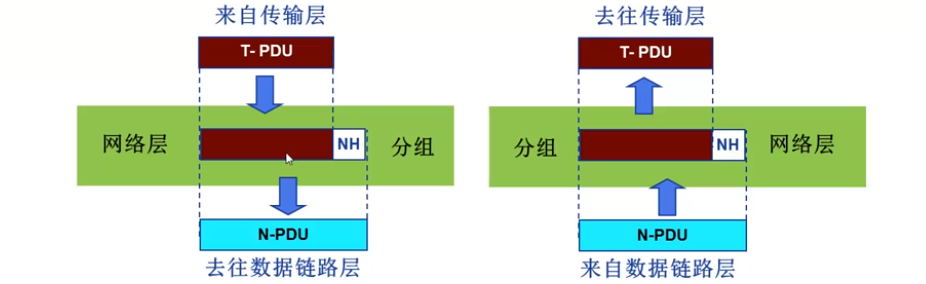 来自传输层
T- PDU
网络层
NH
分组
N-PDU
去往数据链路层
去往传输层
T- PDU
分组
NH
网络层
N-PDU
来自数据链路层